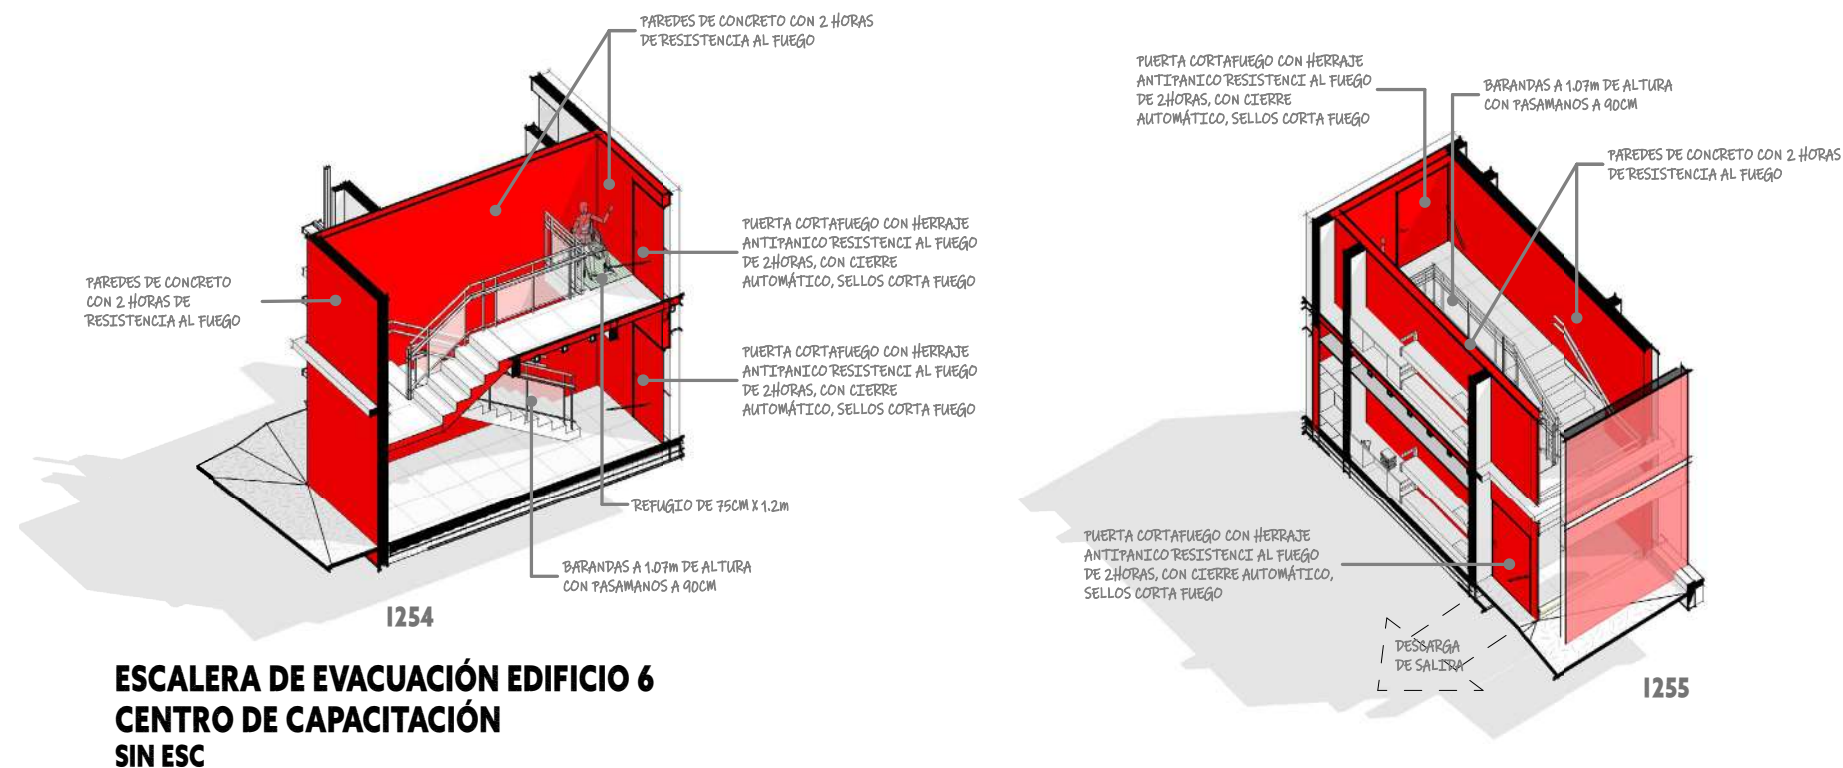 PAREDES DE CONCRETO CON 2 HORAS
DE RESISTENCIA AL FUEGO
PUERTA CORTAFUEGO CON HERRAJE
ANTIPANICO RESISTENCI AL FUEGO
DE 2HORAS, CON CIERRE
AUTOMÁTICO, SELLOS CORTA FUEGO
PUERTA CORTAFUEGO CON HERRAJE
ANTIPANICO RESISTENCI AL FUEGO
DE 2HORAS, CON CIERRE
AUTOMÁTICO, SELLOS CORTA FUEGO
PAREDES DE CONCRETO
CON 2 HORAS DE
RESISTENCIA AL FUEGO
REFUGIO DE 75CM X 1.2m
BARANDAS A 1.07m DE ALTURA
CON PASAMANOS A 90CM
1254
ESCALERA DE EVACUACIÓN EDIFICIO 6
CENTRO DE CAPACITACIÓN
SIN ESC
PUERTA CORTAFUEGO CON HERRAJE
ANTIPANICO RESISTENCI AL FUEGO
DE 2HORAS, CON CIERRE
AUTOMÁTICO, SELLOS CORTA FUEGO
BARANDAS A 1.07m DE ALTURA
CON PASAMANOS A 90CM
PAREDES DE CONCRETO CON 2 HORAS
DE RESISTENCIA AL FUEGO
PUERTA CORTAFUEGO CON HERRAJE
ANTIPANICO RESISTENCI AL FUEGO
DE 2HORAS, CON CIERRE AUTOMÁTICO,
SELLOS CORTA FUEGO
DESCARGA
DE SALIDA
1255